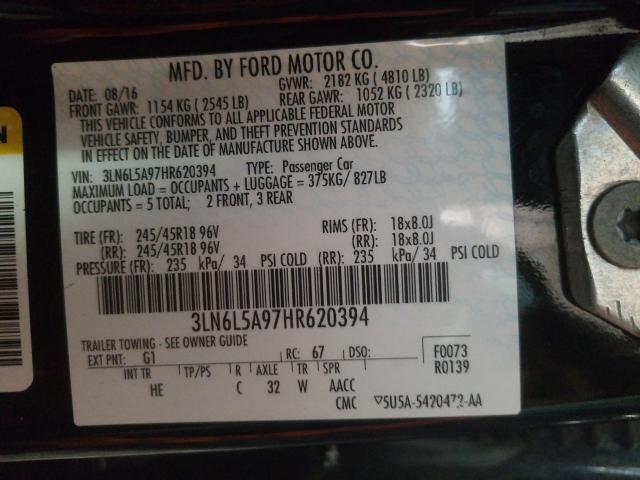 MFD. BY FORD MOTOR CO.
DATE: 08/16 GVWR: 2182 KG ( 4810 LB)
FRONT GAWR: 1154 KG ( 2545 LB) REAR GAWR: 1052 KG ( 2320 LB)
THIS VEHICLE CONFORMS TO ALL APPLICABLE FEDERAL MOTOR
VEHICLE SAFETY, BUMPER, AND THEFT PREVENTION STANDARDS
IN EFFECT ON THE DATE OF MANUFACTURE SHOWN ABOVE.
VIN: 3LN6L5A97HR620394 TYPE: Passenger Car
MAXIMUM LOAD = OCCUPANTS + LUGGAGE = 375KG/ 827LB
OCCUPANTS = 5 TOTAL; 2 FRONT, 3 REAR
TIRE (FR): 245/45R18 96V RIMS (FR): 18x8.0J
(RR): 245/45R18 96V (RR): 18x8.0J
PRESSURE (FR): 235 kPa/ 34 PSI COLD (RR): 235 kPa/ 34 PSI COLD
3LN6L5A97HR620394
TRAILER TOWING - SEE OWNER GUIDE
EXT PNT: G1 RC: 67 DSO: F0073
R0139
INT TR TP/PS R AXLE TR SPR
HE C 32 W AACC
CMC ▽5U5A-5420472-AA